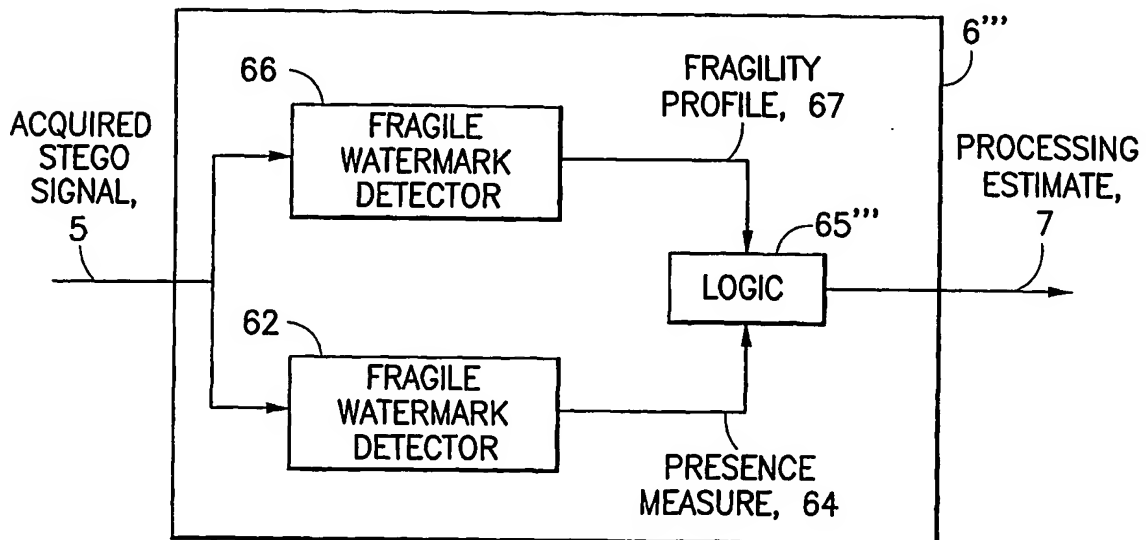 6'''
66
FRAGILITY
PROFILE, 67
ACQUIRED
STEGO
SIGNAL,
5
FRAGILE
WATERMARK
DETECTOR
PROCESSING
ESTIMATE,
7
65'''
LOGIC
62
FRAGILE
WATERMARK
DETECTOR
PRESENCE
MEASURE, 64